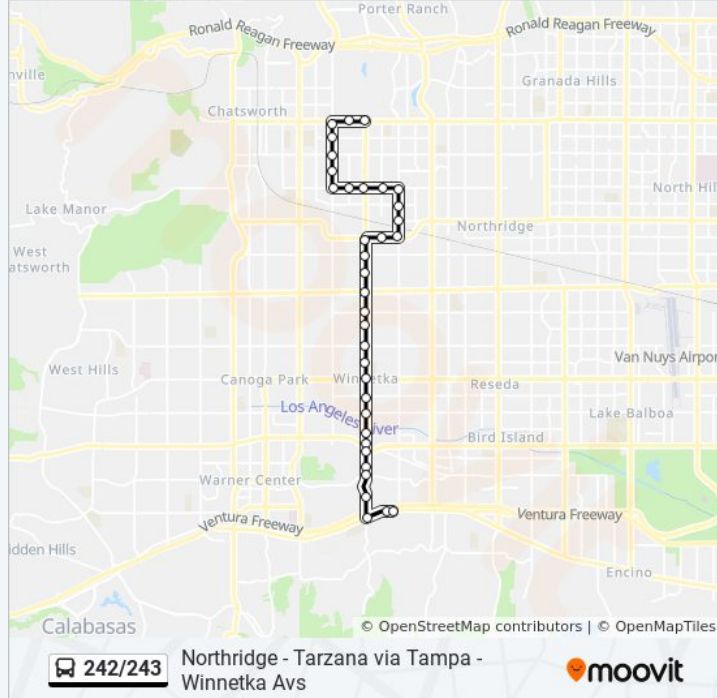 Porter Ranch
Ronald Reagan Freeway
Ronald Reagan Freeway
nville
Granada Hills
Chatsworth
North Hil
Lake Manor
Northridge
West
atsworth
Van Nuys Airpor
West Hills
Canoga Park
Winnetka
Reseda
Los Angeles River
Lake Balboa
Bird Island
Warner Center
Ventura Freeway
Ventura Freeway
idden Hills
Encino
Calabasas
© OpenStreetMap contributors | © OpenMapTiles
242/243
Northridge - Tarzana via Tampa -
Winnetka Avs
moovit